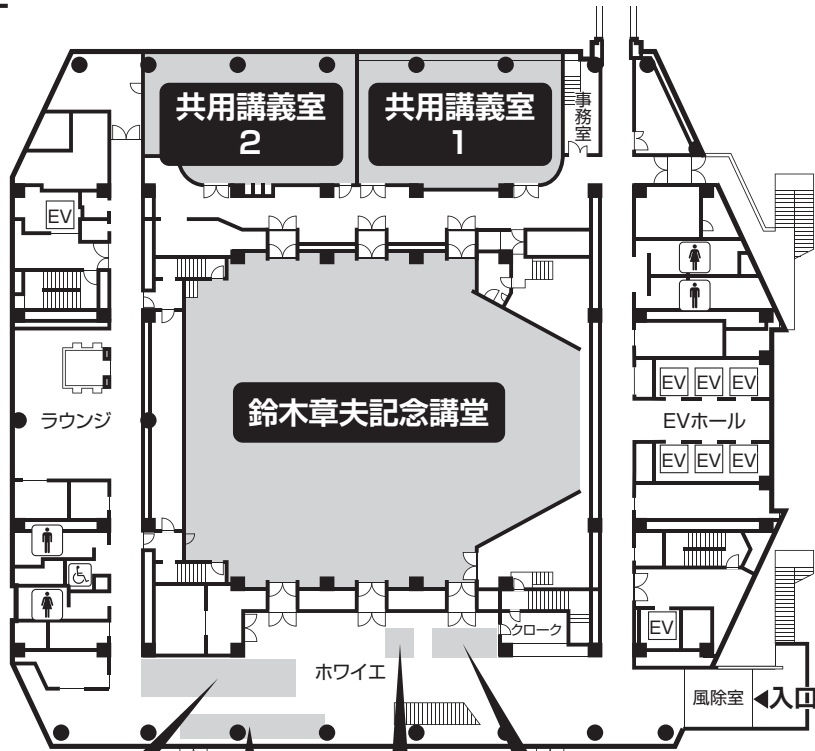 共用講義室
2
共用講義室
1
事務室
EV
鈴木章夫記念講堂
ラウンジ
EV EV EV
EVホール
EV EV EV
クローク
EV
ホワイエ
風除室
◀入口